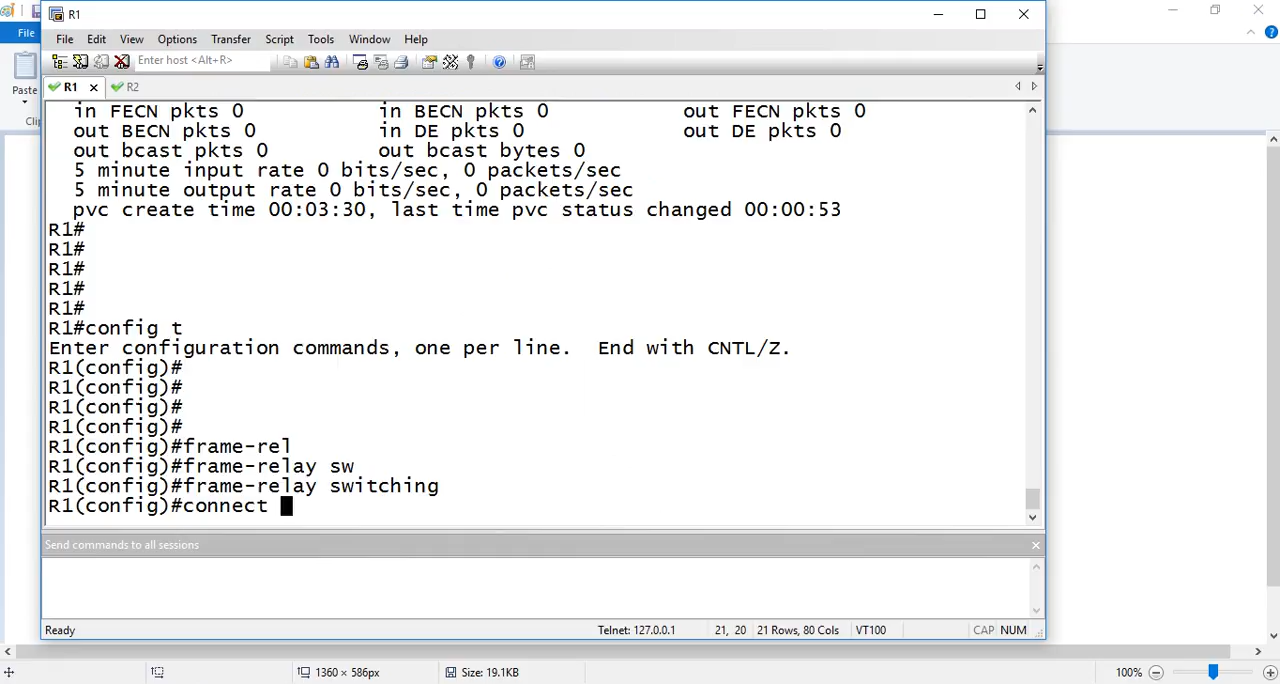 R1
File
File Edit View Options Transfer Script Tools Window Help
Paste
Enter host <Alt+R>
R1 R2
in FECN pkts 0 in BECN pkts 0 out FECN pkts 0
out BECN pkts 0 in DE pkts 0 out DE pkts 0
out bcast pkts 0 out bcast bytes 0
5 minute input rate 0 bits/sec, 0 packets/sec
5 minute output rate 0 bits/sec, 0 packets/sec
pvc create time 00:03:30, last time pvc status changed 00:00:53
R1#
R1#
R1#
R1#
R1#
R1#config t
Enter configuration commands, one per line. End with CNTL/Z.
R1(config)#
R1(config)#
R1(config)#
R1(config)#
R1(config)#frame-rel
R1(config)#frame-relay sw
R1(config)#frame-relay switching
R1(config)#connect
Send commands to all sessions
Ready Telnet: 127.0.0.1 21, 20 21 Rows, 80 Cols VT100 CAP NUM
1360 × 586px Size: 19.1KB 100%